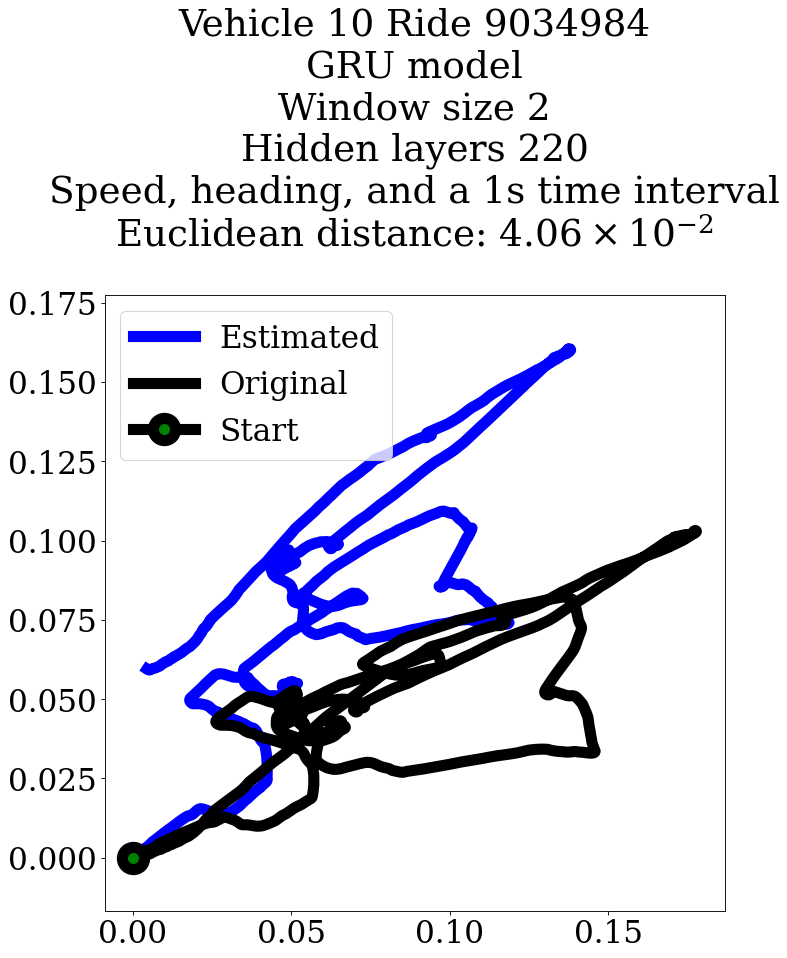 Vehicle 10 Ride 9034984
GRU model
Window size 2
Hidden layers 220
Speed, heading, and a 1s time interval
Euclidean distance: 4.06 × 10⁻²
0.175
0.150
0.125
0.100
0.075
0.050
0.025
0.000
Estimated
Original
Start
0.00 0.05 0.10 0.15